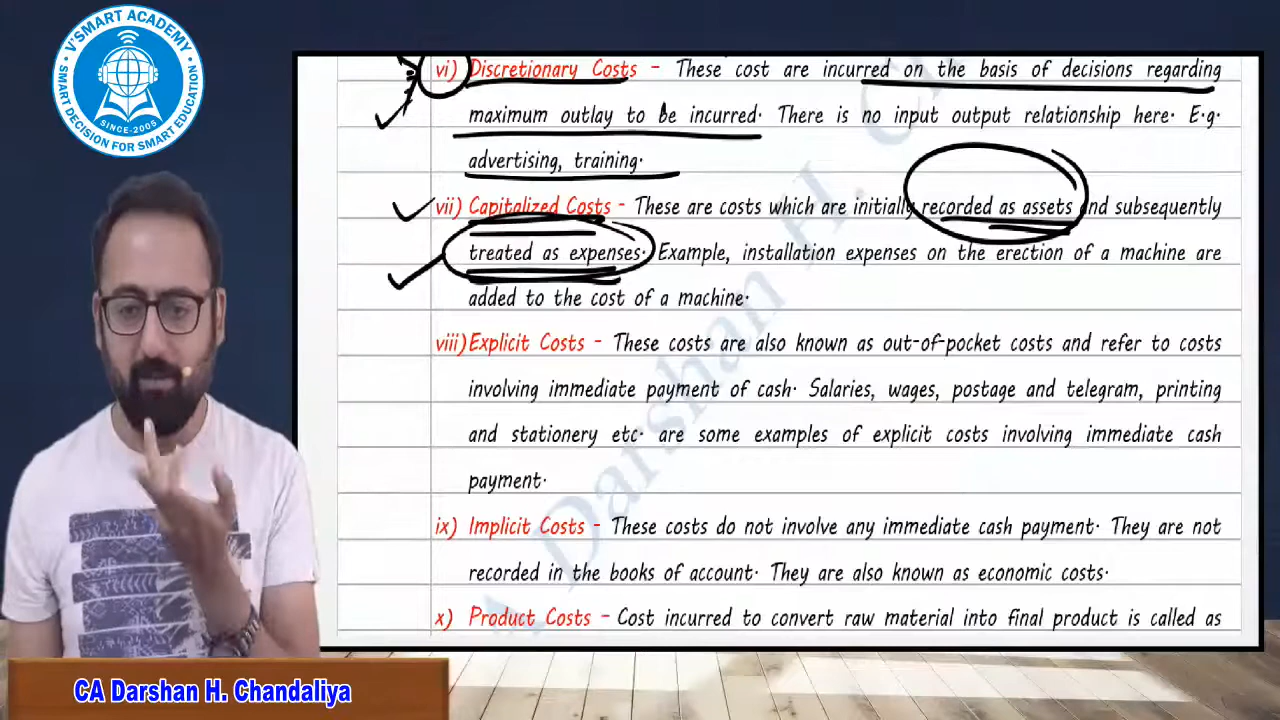 V'SMART ACADEMY
SINCE-2005
SMART DECISION FOR SMART EDUCATION
vi) Discretionary Costs - These cost are incurred on the basis of decisions regarding
maximum outlay to be incurred. There is no input output relationship here. E.g.
advertising, training.
vii) Capitalized Costs - These are costs which are initially recorded as assets and subsequently
treated as expenses. Example, installation expenses on the erection of a machine are
added to the cost of a machine.
viii) Explicit Costs - These costs are also known as out-of-pocket costs and refer to costs
involving immediate payment of cash. Salaries, wages, postage and telegram, printing
and stationery etc. are some examples of explicit costs involving immediate cash
payment.
ix) Implicit Costs - These costs do not involve any immediate cash payment. They are not
recorded in the books of account. They are also known as economic costs.
x) Product Costs - Cost incurred to convert raw material into final product is called as
CA Darshan H. Chandaliya